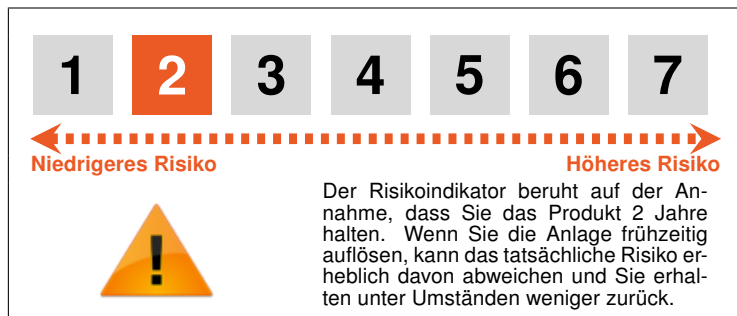 1 2 3 4 5 6 7
Niedrigeres Risiko Höheres Risiko
Der Risikoindikator beruht auf der An-
nahme, dass Sie das Produkt 2 Jahre
halten. Wenn Sie die Anlage frühzeitig
auflösen, kann das tatsächliche Risiko er-
heblich davon abweichen und Sie erhal-
ten unter Umständen weniger zurück.